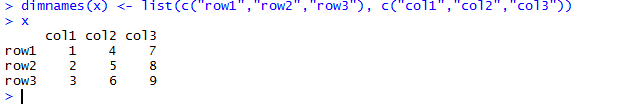 > dimnames(x) <- list(c("row1","row2","row3"), c("col1","col2","col3"))
> x
     col1 col2 col3
row1    1    4    7
row2    2    5    8
row3    3    6    9
>